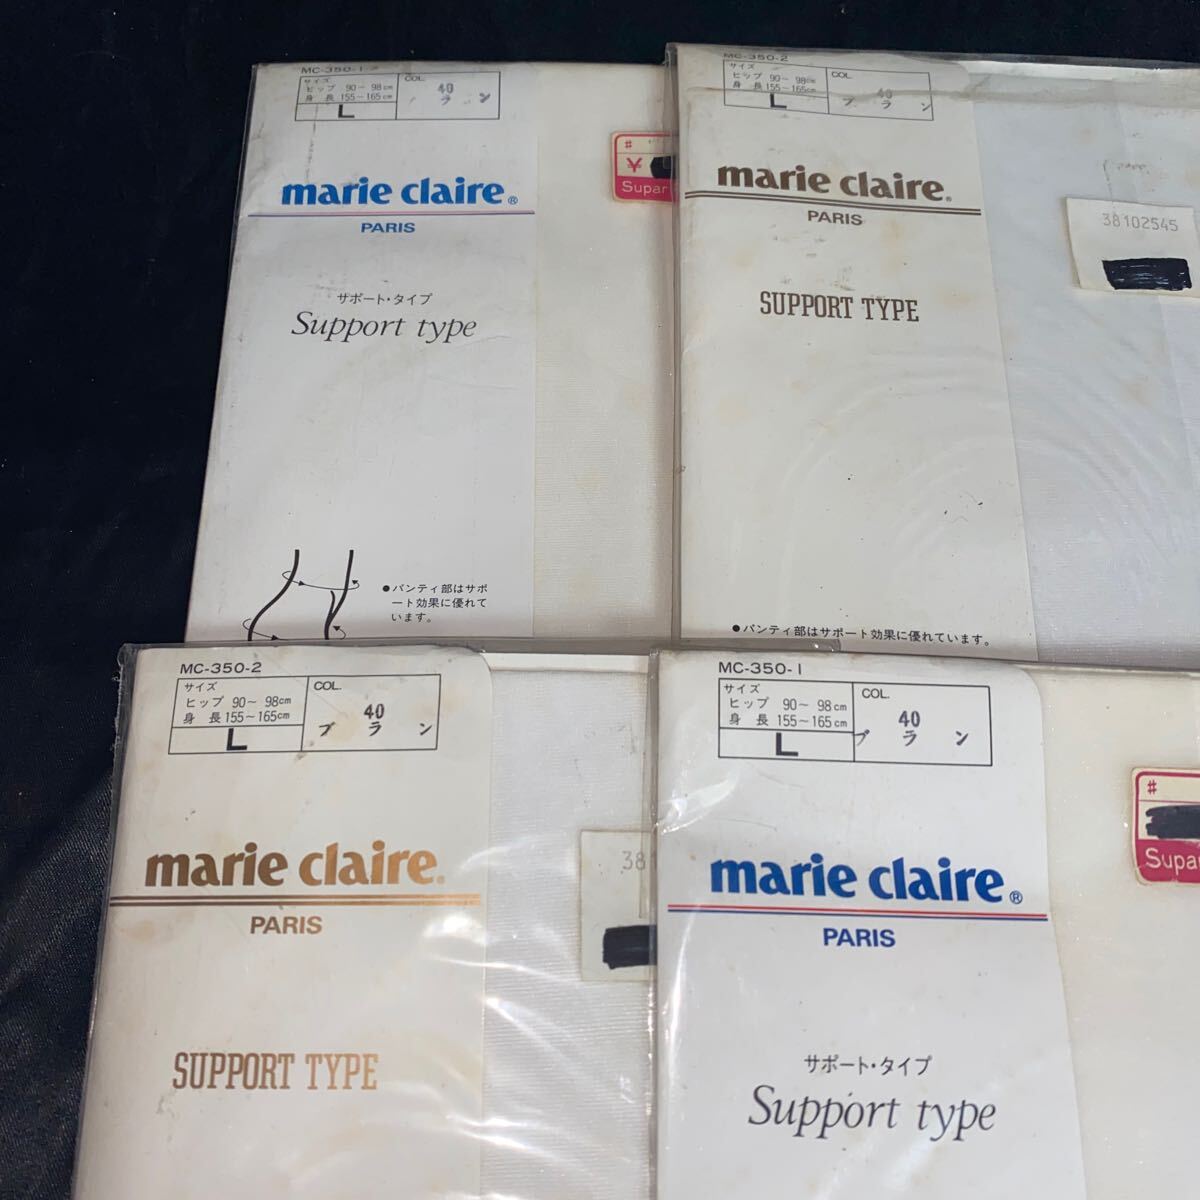 MC-350-1
サイズ
ヒップ 90～98cm
身長 155～165cm
L
COL.
40
ラン
marie claire®
PARIS
サポート・タイプ
Support type
●パンティ部はサポ
ート効果に優れて
います。
#
¥
Supar
MC-350-2
サイズ
ヒップ 90～98cm
身長 155～165cm
L
COL.
40
ブラン
marie claire®
PARIS
SUPPORT TYPE
38102545
●パンティ部はサポート効果に優れています。
MC-350-2
サイズ
ヒップ 90～98cm
身長 155～165cm
L
COL.
40
ブラン
marie claire®
PARIS
SUPPORT TYPE
38
MC-350-1
サイズ
ヒップ 90～98cm
身長 155～165cm
L
COL.
40
ブラン
marie claire®
PARIS
サポート・タイプ
Support type
#
Supar